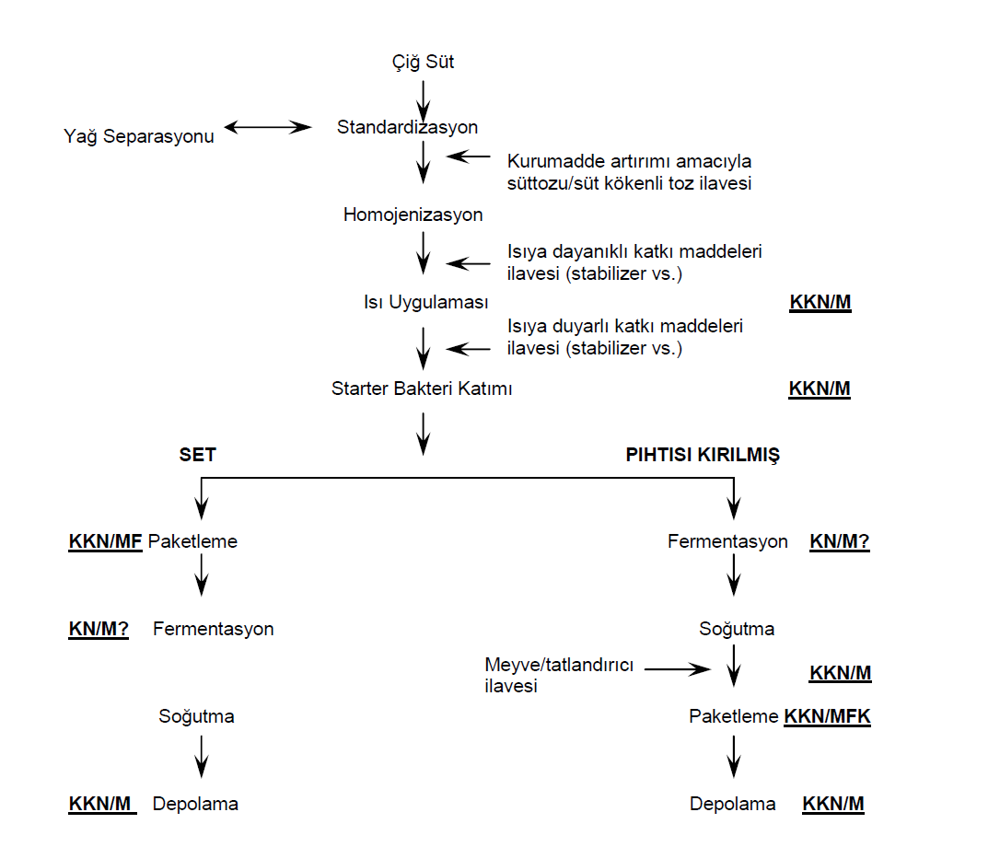 Çiğ Süt
Yağ Separasyonu
Standardizasyon
Kurumadde artırımı amacıyla
süttozu/süt kökenli toz ilavesi
Homojenizasyon
Isıya dayanıklı katkı maddeleri
ilavesi (stabilizer vs.)
Isı Uygulaması
KKN/M
Isıya duyarlı katkı maddeleri
ilavesi (stabilizer vs.)
Starter Bakteri Katımı
KKN/M
SET
PIHTISI KIRILMIŞ
KKN/MF Paketleme
Fermentasyon KN/M?
KN/M? Fermentasyon
Soğutma
Meyve/tatlandırıcı
ilavesi
KKN/M
Soğutma
Paketleme KKN/MFK
KKN/M Depolama
Depolama KKN/M